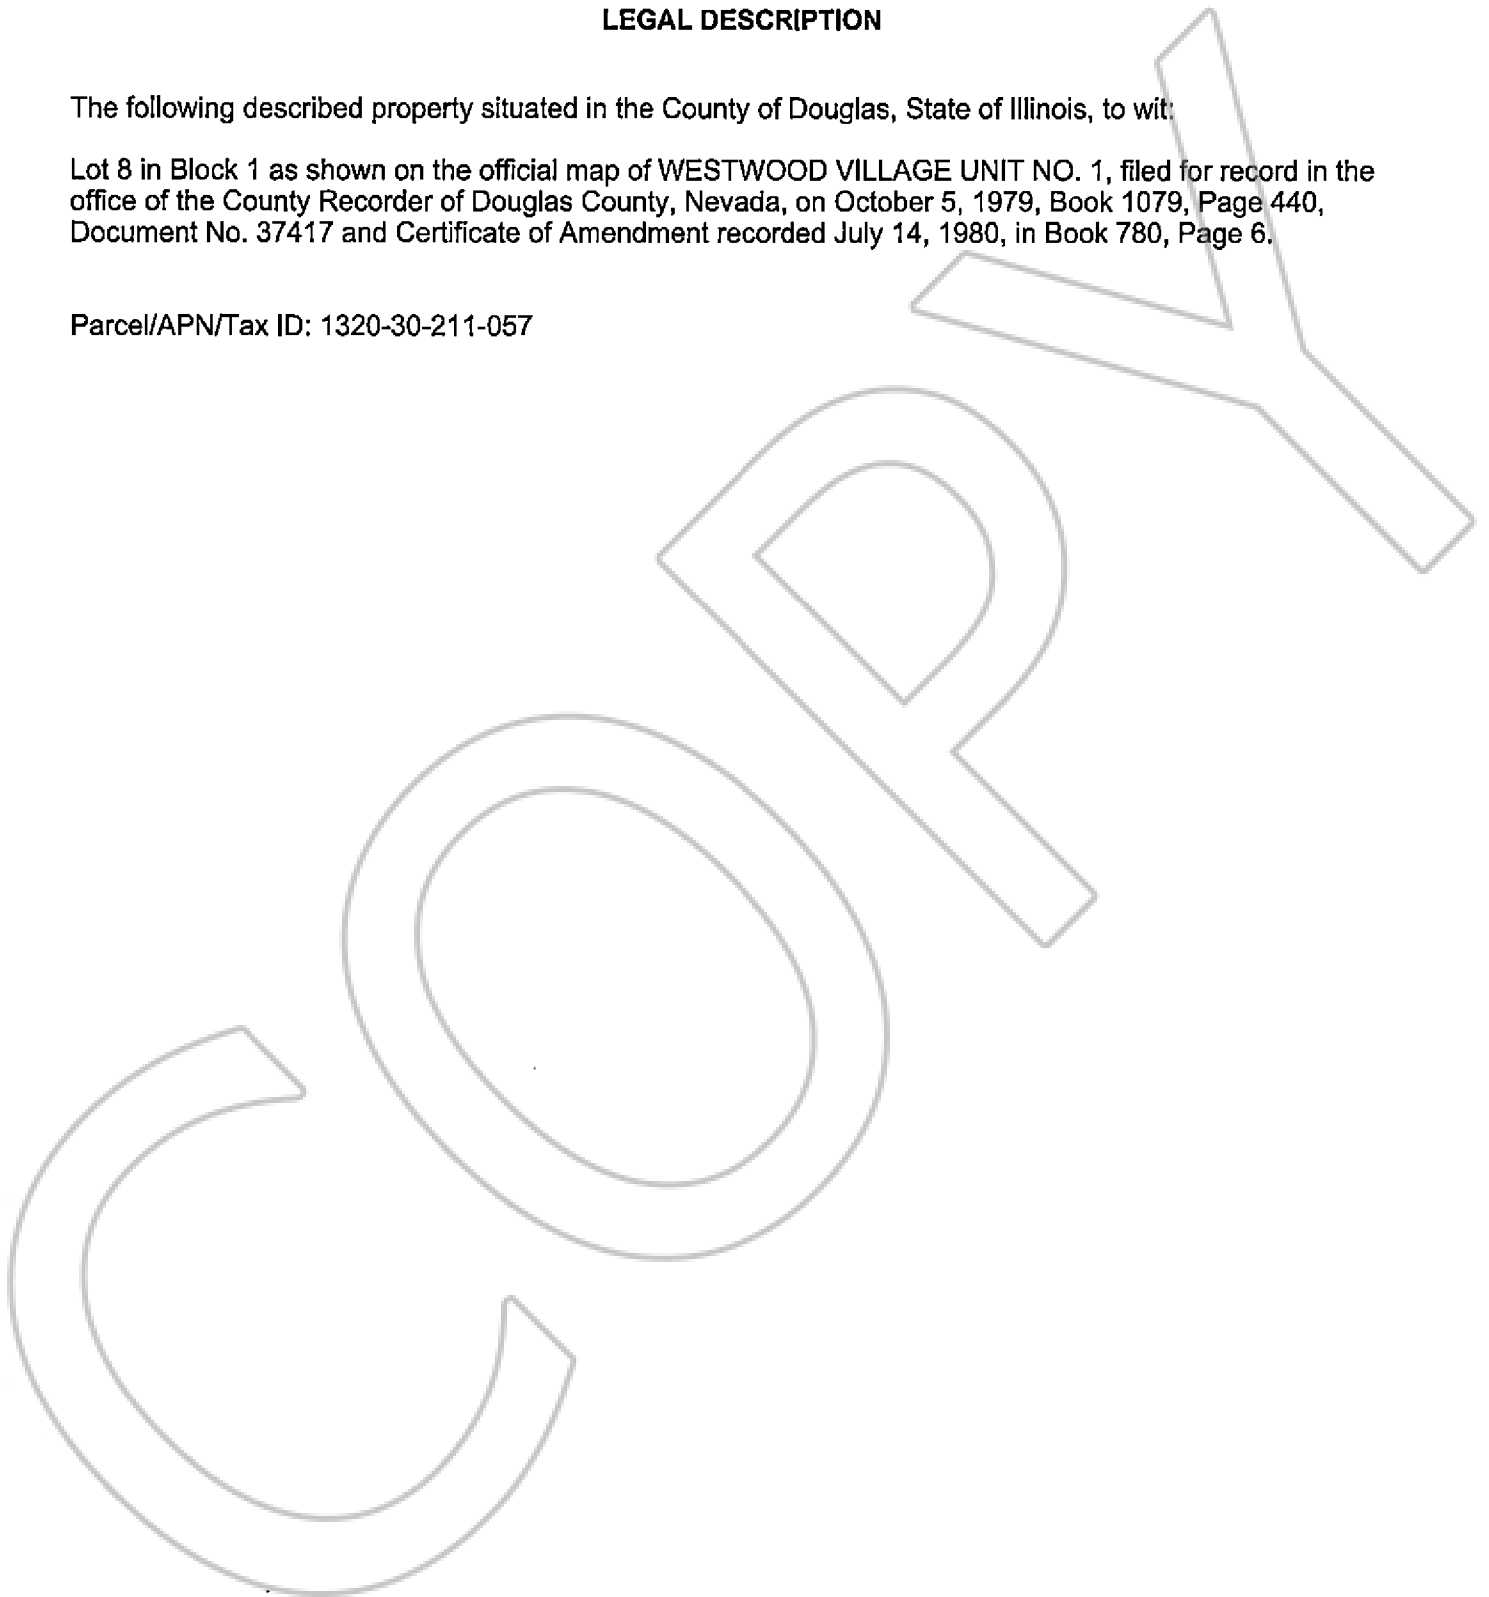 LEGAL DESCRIPTION
The following described property situated in the County of Douglas, State of Illinois, to wit:
Lot 8 in Block 1 as shown on the official map of WESTWOOD VILLAGE UNIT NO. 1, filed for record in the
office of the County Recorder of Douglas County, Nevada, on October 5, 1979, Book 1079, Page 440,
Document No. 37417 and Certificate of Amendment recorded July 14, 1980, in Book 780, Page 6.
Parcel/APN/Tax ID: 1320-30-211-057
COPY